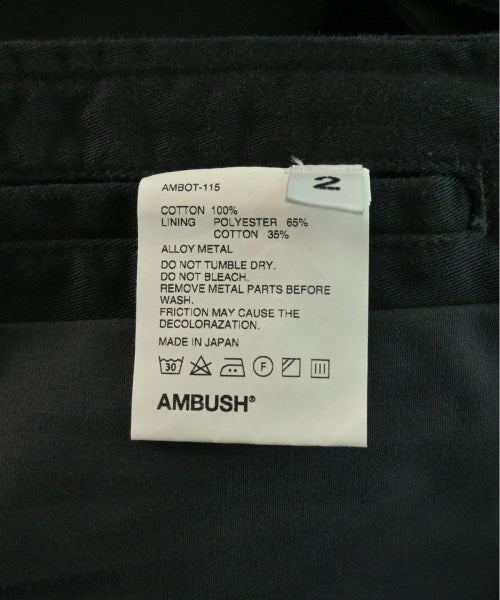 2
AMBOT-115
COTTON 100%
LINING POLYESTER 65%
COTTON 35%
ALLOY METAL
DO NOT TUMBLE DRY.
DO NOT BLEACH.
REMOVE METAL PARTS BEFORE
WASH.
FRICTION MAY CAUSE THE
DECOLORAZATION.
MADE IN JAPAN
30 F
AMBUSH®